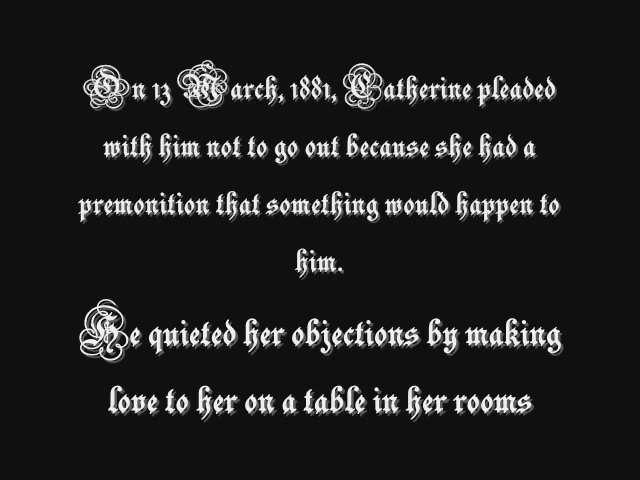 On 13 March, 1881, Catherine pleaded
with him not to go out because she had a
premonition that something would happen to
him.
He quieted her objections by making
love to her on a table in her rooms